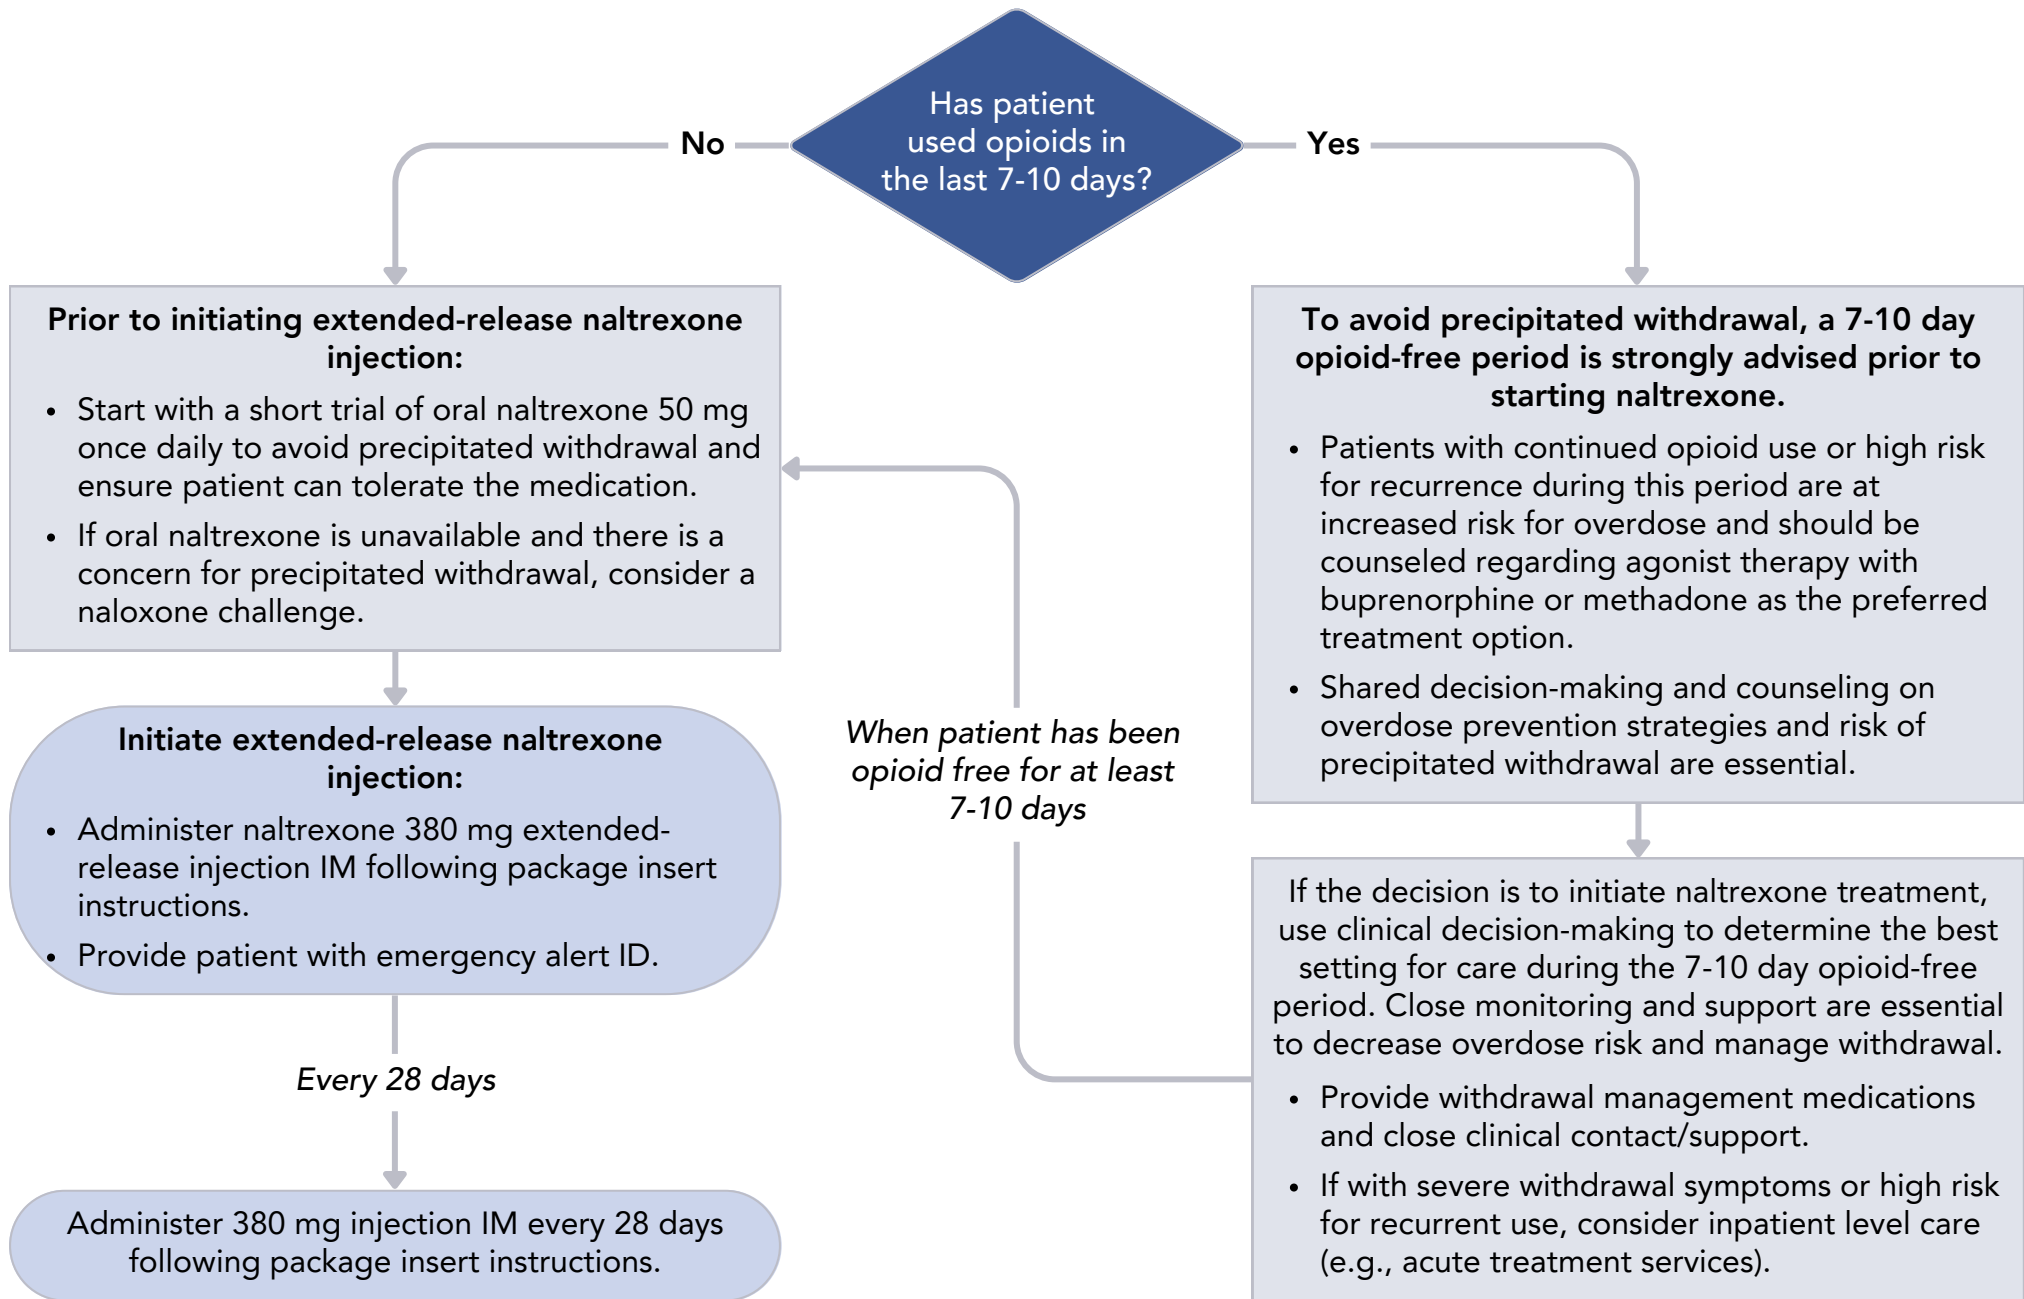 Has patient
used opioids in
the last 7-10 days?
No
Yes
Prior to initiating extended-release naltrexone
injection:
• Start with a short trial of oral naltrexone 50 mg
once daily to avoid precipitated withdrawal and
ensure patient can tolerate the medication.
• If oral naltrexone is unavailable and there is a
concern for precipitated withdrawal, consider a
naloxone challenge.
Initiate extended-release naltrexone
injection:
• Administer naltrexone 380 mg extended-
release injection IM following package insert
instructions.
• Provide patient with emergency alert ID.
Every 28 days
Administer 380 mg injection IM every 28 days
following package insert instructions.
When patient has been
opioid free for at least
7-10 days
To avoid precipitated withdrawal, a 7-10 day
opioid-free period is strongly advised prior to
starting naltrexone.
• Patients with continued opioid use or high risk
for recurrence during this period are at
increased risk for overdose and should be
counseled regarding agonist therapy with
buprenorphine or methadone as the preferred
treatment option.
• Shared decision-making and counseling on
overdose prevention strategies and risk of
precipitated withdrawal are essential.
If the decision is to initiate naltrexone treatment,
use clinical decision-making to determine the best
setting for care during the 7-10 day opioid-free
period. Close monitoring and support are essential
to decrease overdose risk and manage withdrawal.
• Provide withdrawal management medications
and close clinical contact/support.
• If with severe withdrawal symptoms or high risk
for recurrent use, consider inpatient level care
(e.g., acute treatment services).